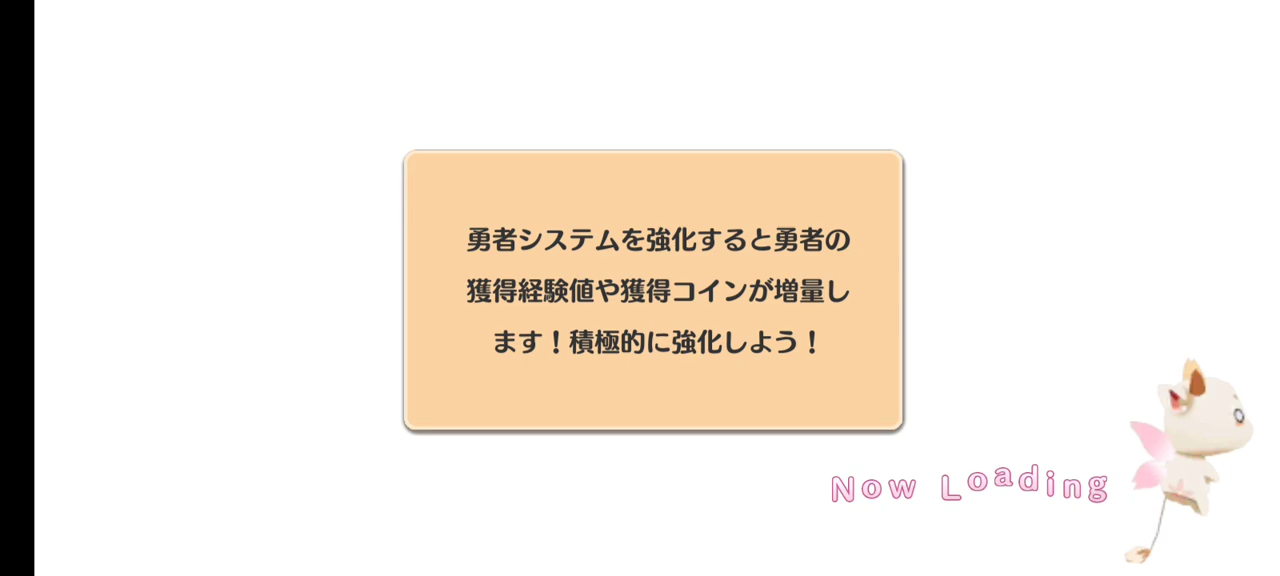 勇者システムを強化すると勇者の
獲得経験値や獲得コインが増量し
ます！積極的に強化しよう！
Now Loading